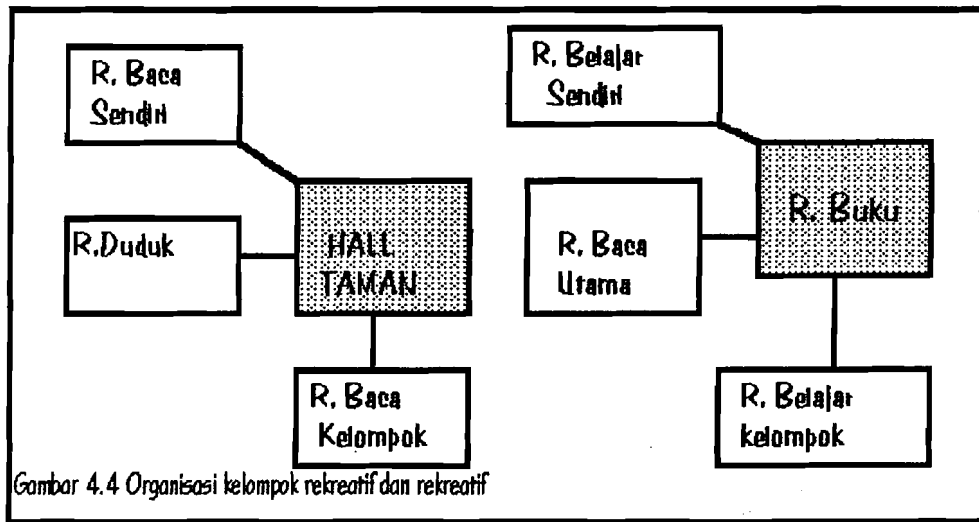 R. Baca
Sendiri
R.Duduk
HALL
TAMAN
R. Baca
Kelompok
R. Belajar
Sendiri
R. Baca
Utama
R. Buku
R. Belajar
kelompok
Gambar 4.4 Organisasi kelompok rekreatif dan rekreatif